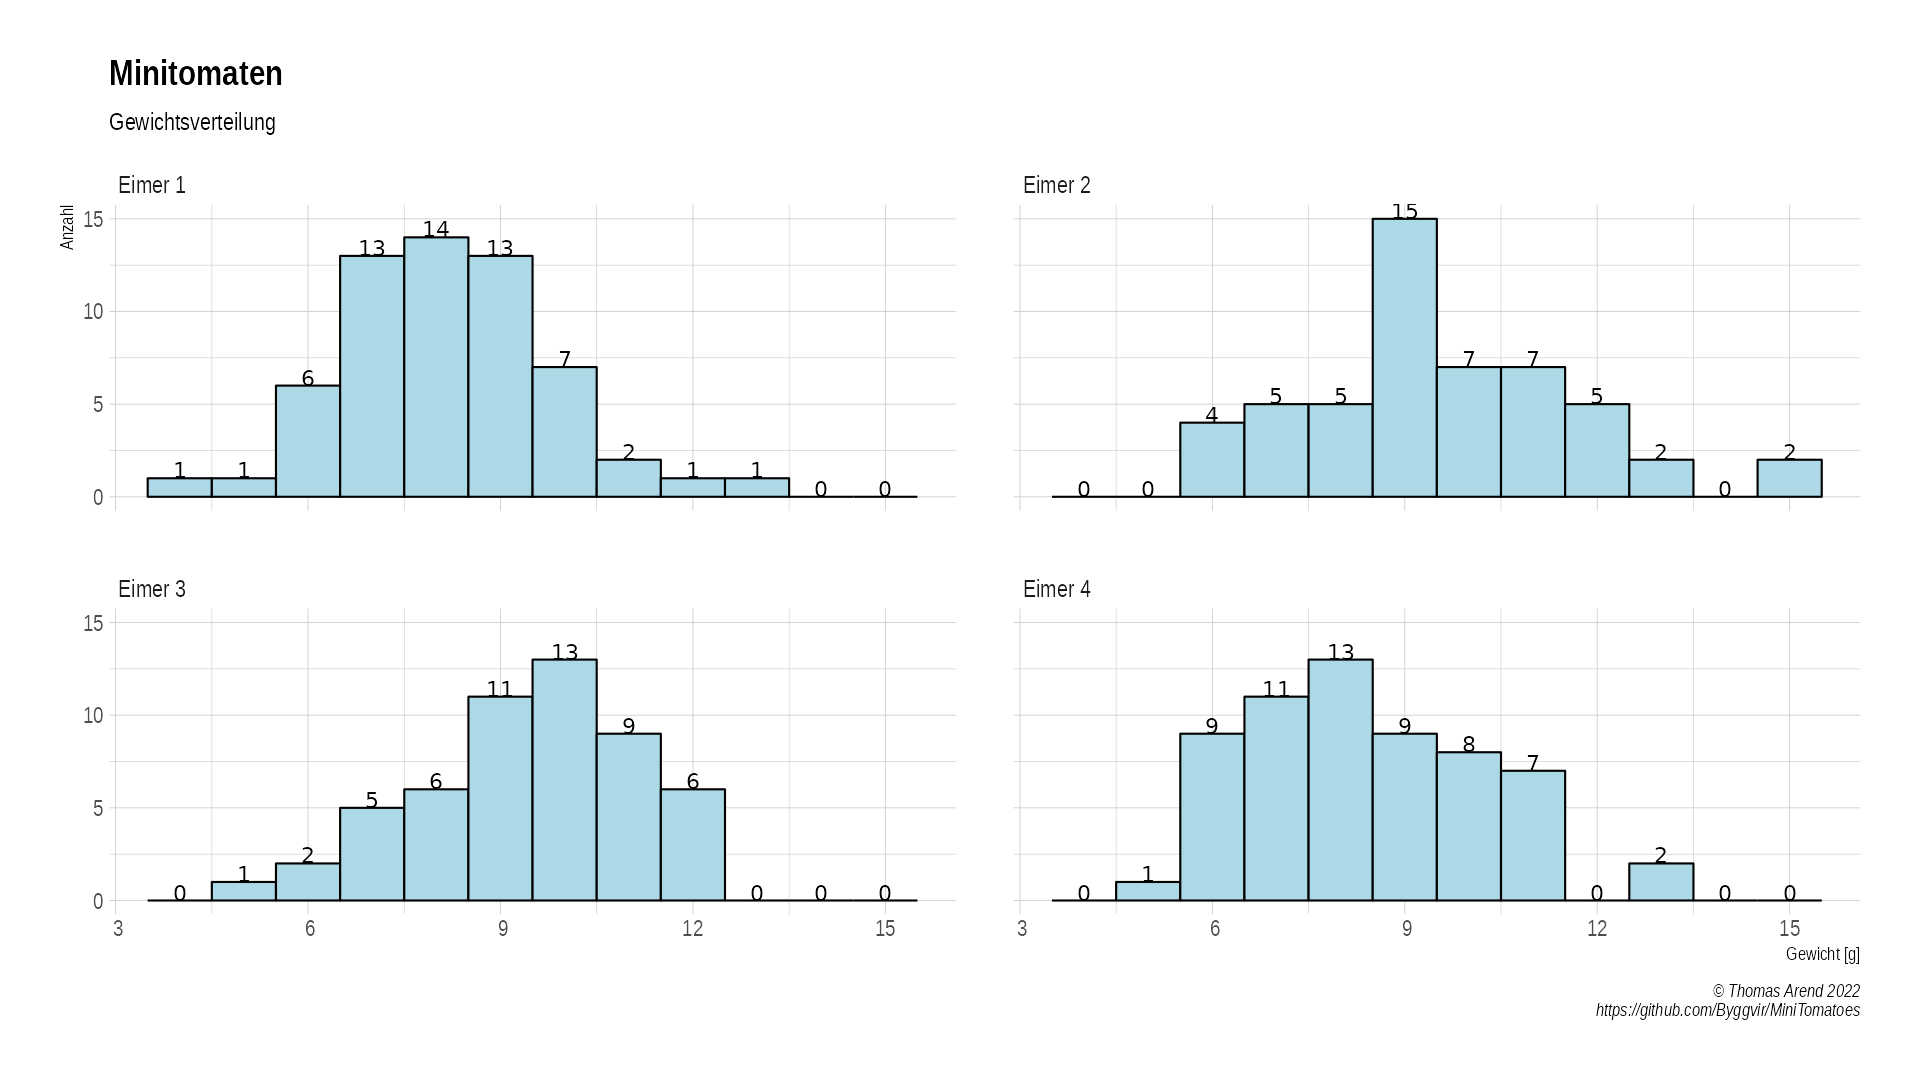 Minitomaten
Gewichtsverteilung
Eimer 1
Anzahl
15
10
5
0
1 1 6 13 14 13 7 2 1 1 0 0
Eimer 2
0 0 4 5 5 15 7 7 5 2 0 2
Eimer 3
15
10
5
0
0 1 2 5 6 11 13 9 6 0 0 0
3 6 9 12 15
Eimer 4
0 1 9 11 13 9 8 7 0 2 0 0
3 6 9 12 15
Gewicht [g]
© Thomas Arend 2022
https://github.com/Byggvir/MiniTomatoes